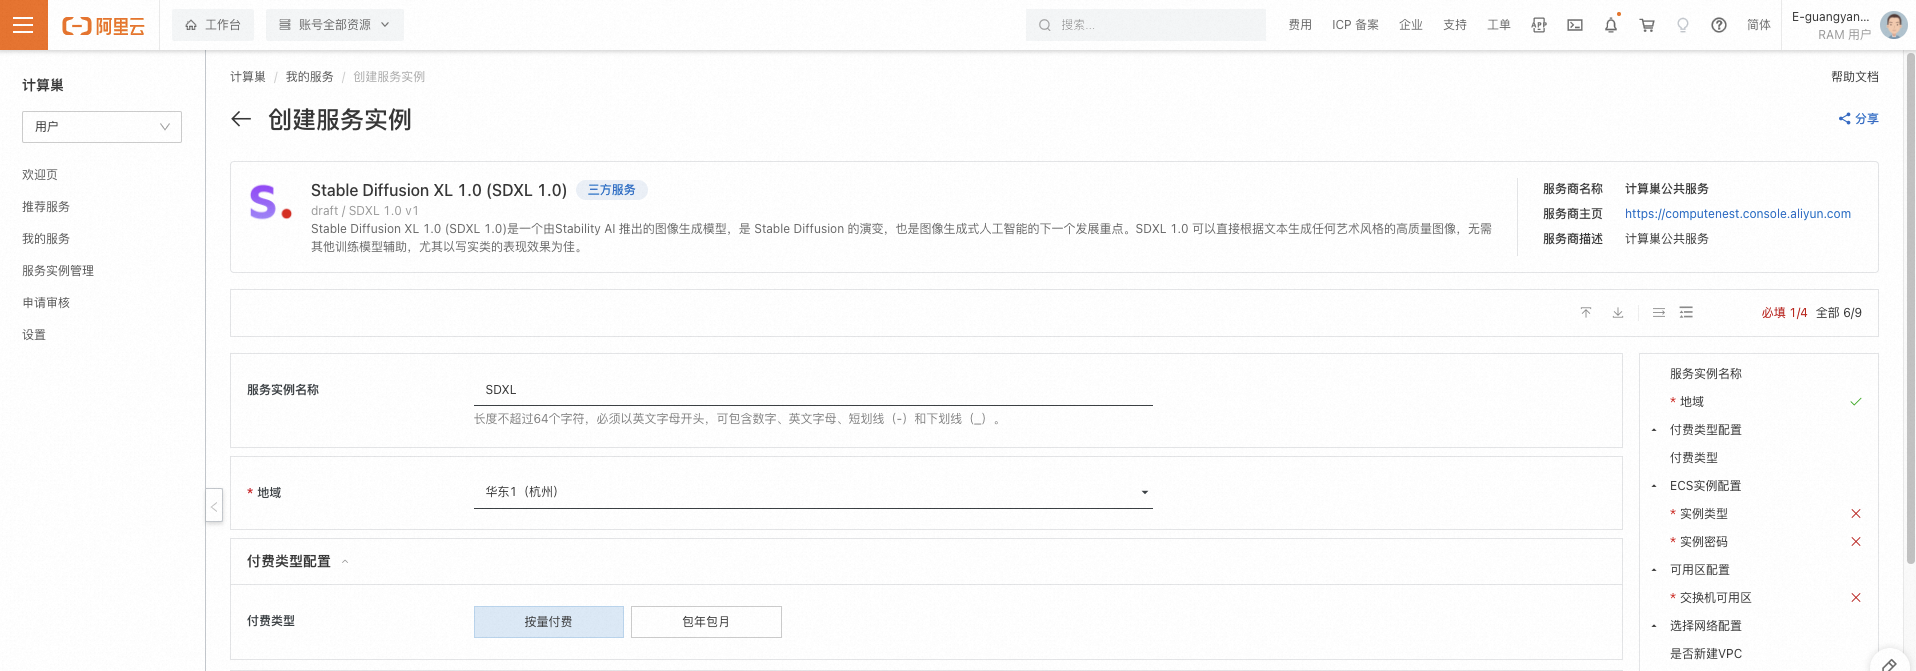 阿里云
工作台
账号全部资源
搜索...
费用
ICP 备案
企业
支持
工单
简体
E-guangyan...
RAM 用户
计算巢
用户
欢迎页
推荐服务
我的服务
服务实例管理
申请审核
设置
计算巢 / 我的服务 / 创建服务实例
帮助文档
创建服务实例
分享
S.
Stable Diffusion XL 1.0 (SDXL 1.0) 三方服务
draft / SDXL 1.0 v1
Stable Diffusion XL 1.0 (SDXL 1.0)是一个由Stability AI 推出的图像生成模型，是 Stable Diffusion 的演变，也是图像生成式人工智能的下一个发展重点。SDXL 1.0 可以直接根据文本生成任何艺术风格的高质量图像，无需
其他训练模型辅助，尤其以写实类的表现效果为佳。
服务商名称 计算巢公共服务
服务商主页 https://computenest.console.aliyun.com
服务商描述 计算巢公共服务
必填 1/4 全部 6/9
服务实例名称
SDXL
长度不超过64个字符，必须以英文字母开头，可包含数字、英文字母、短划线（-）和下划线（_）。
* 地域
华东1（杭州）
付费类型配置
付费类型
按量付费
包年包月
服务实例名称
* 地域
付费类型配置
付费类型
ECS实例配置
* 实例类型
* 实例密码
可用区配置
* 交换机可用区
选择网络配置
是否新建VPC